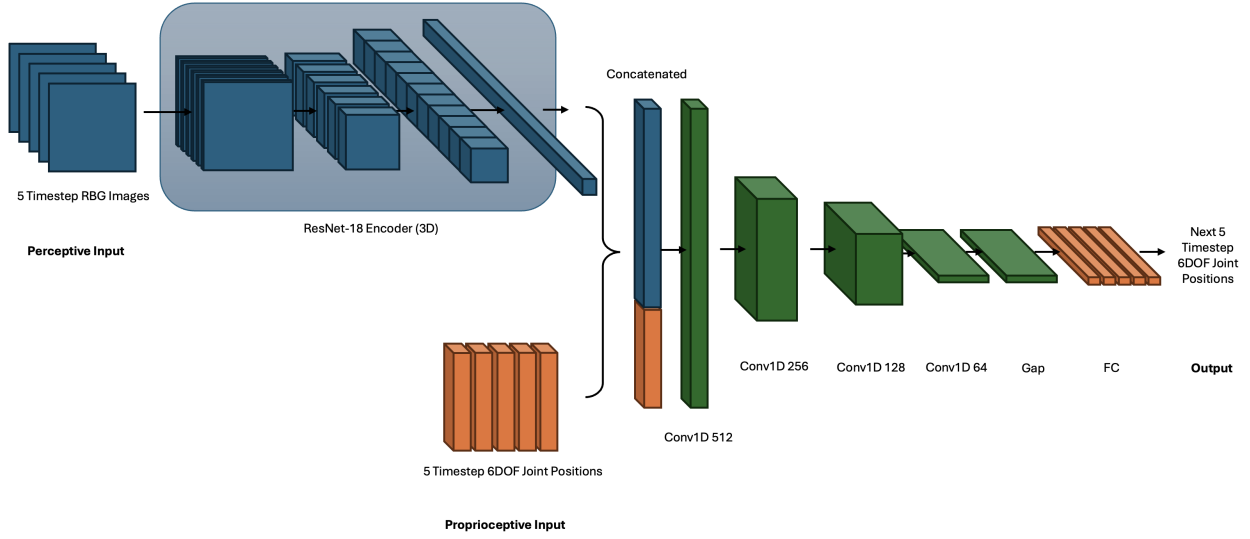 Concatenated
5 Timestep RBG Images
ResNet-18 Encoder (3D)
Perceptive Input
Next 5
Timestep
6DOF Joint
Positions
Conv1D 256
Conv1D 128
Conv1D 64
Gap
FC
Output
Conv1D 512
5 Timestep 6DOF Joint Positions
Proprioceptive Input